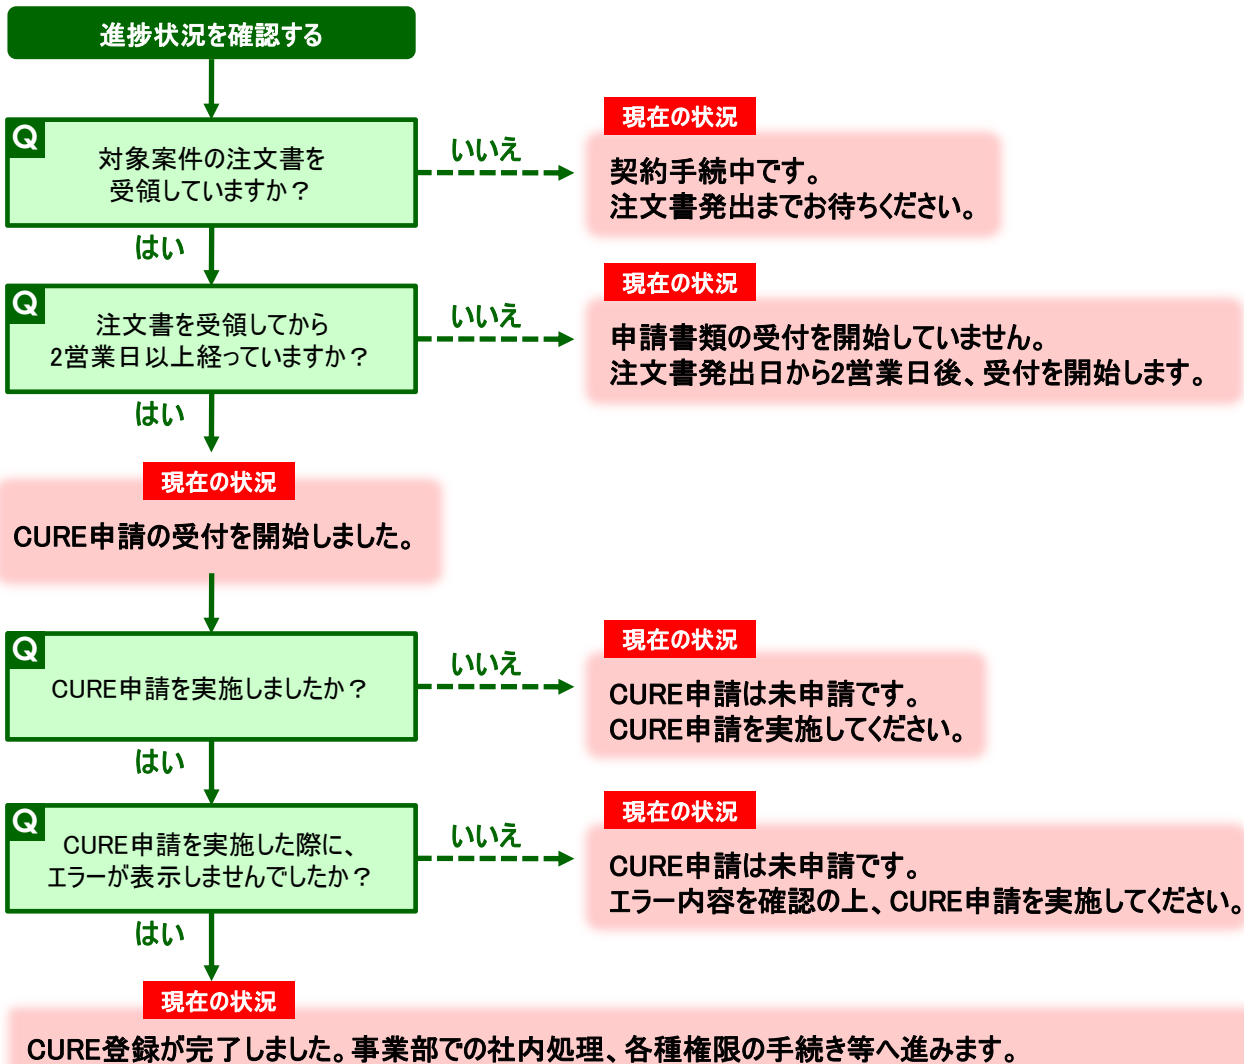 進捗状況を確認する
Q
対象案件の注文書を
受領していますか？
いいえ
現在の状況
契約手続中です。
注文書発出までお待ちください。
はい
Q
注文書を受領してから
2営業日以上経っていますか？
いいえ
現在の状況
申請書類の受付を開始していません。
注文書発出日から2営業日後、受付を開始します。
はい
現在の状況
CURE申請の受付を開始しました。
Q
CURE申請を実施しましたか？
いいえ
現在の状況
CURE申請は未申請です。
CURE申請を実施してください。
はい
Q
CURE申請を実施した際に、
エラーが表示しませんでしたか？
いいえ
現在の状況
CURE申請は未申請です。
エラー内容を確認の上、CURE申請を実施してください。
はい
現在の状況
CURE登録が完了しました。事業部での社内処理、各種権限の手続き等へ進みます。